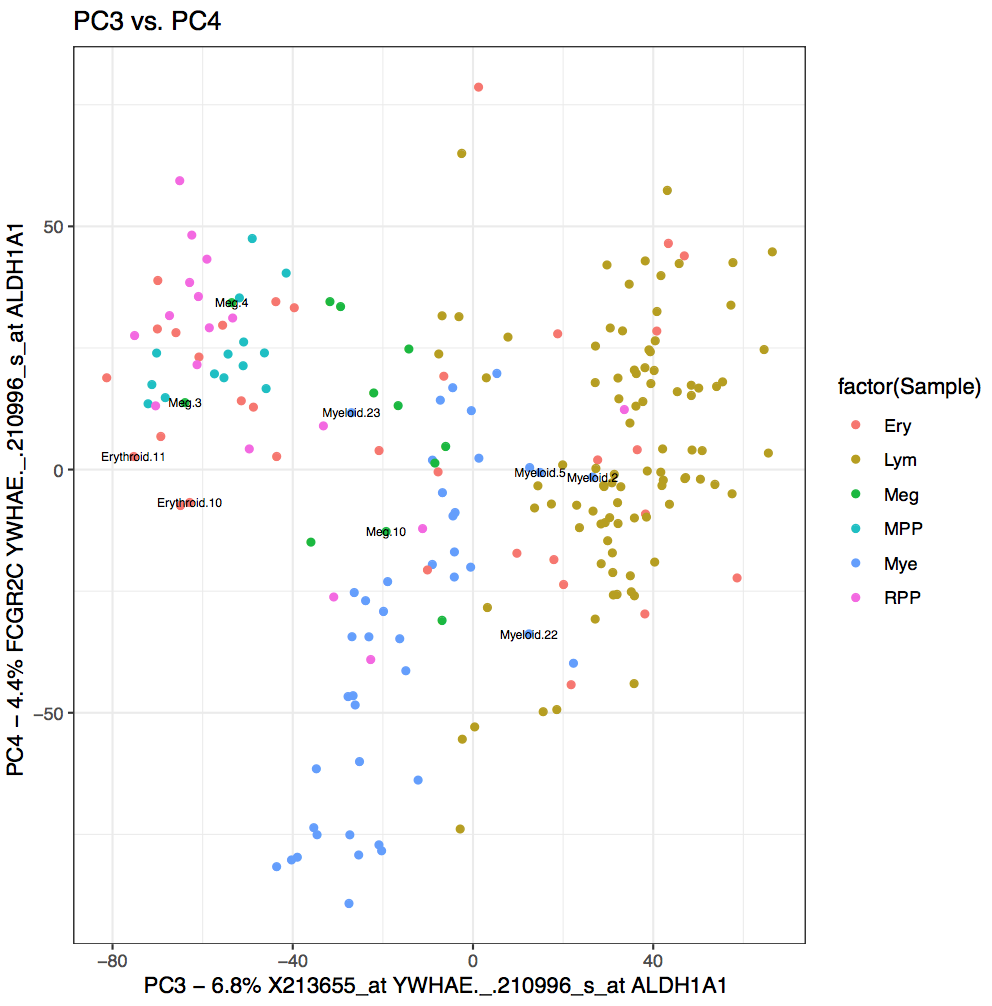 PC3 vs. PC4
PC4 − 4.4% FCGR2C YWHAE._.210996_s_at ALDH1A1
50
0
−50
Meg.4
Meg.3
Myeloid.23
Erythroid.11
Myeloid.5
Myeloid.2
Erythroid.10
Meg.10
Myeloid.22
−80
−40
0
40
PC3 − 6.8% X213655_at YWHAE._.210996_s_at ALDH1A1
factor(Sample)
Ery
Lym
Meg
MPP
Mye
RPP